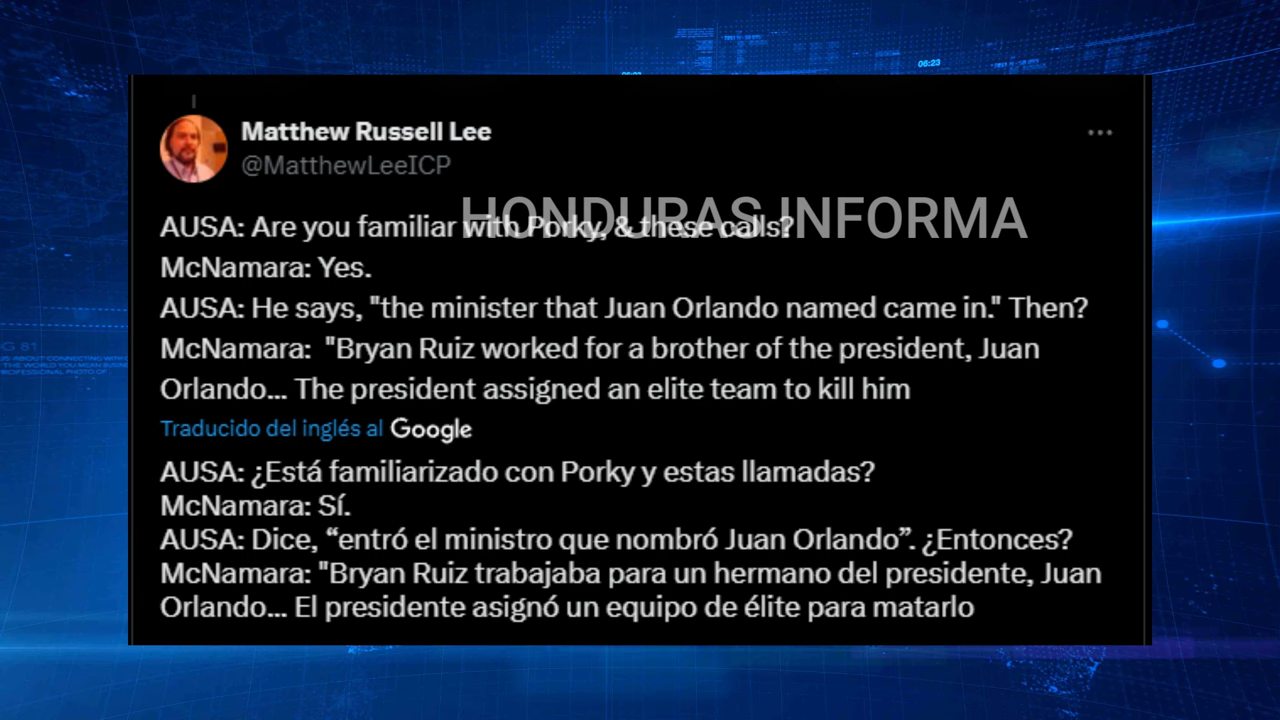 06:23
Matthew Russell Lee
@MatthewLeeICP
HONDURAS INFORMA
AUSA: Are you familiar with Porky, & these calls?
McNamara: Yes.
AUSA: He says, "the minister that Juan Orlando named came in." Then?
McNamara: "Bryan Ruiz worked for a brother of the president, Juan
Orlando... The president assigned an elite team to kill him
Traducido del inglés al Google
AUSA: ¿Está familiarizado con Porky y estas llamadas?
McNamara: Sí.
AUSA: Dice, “entró el ministro que nombró Juan Orlando”. ¿Entonces?
McNamara: "Bryan Ruiz trabajaba para un hermano del presidente, Juan
Orlando... El presidente asignó un equipo de élite para matarlo